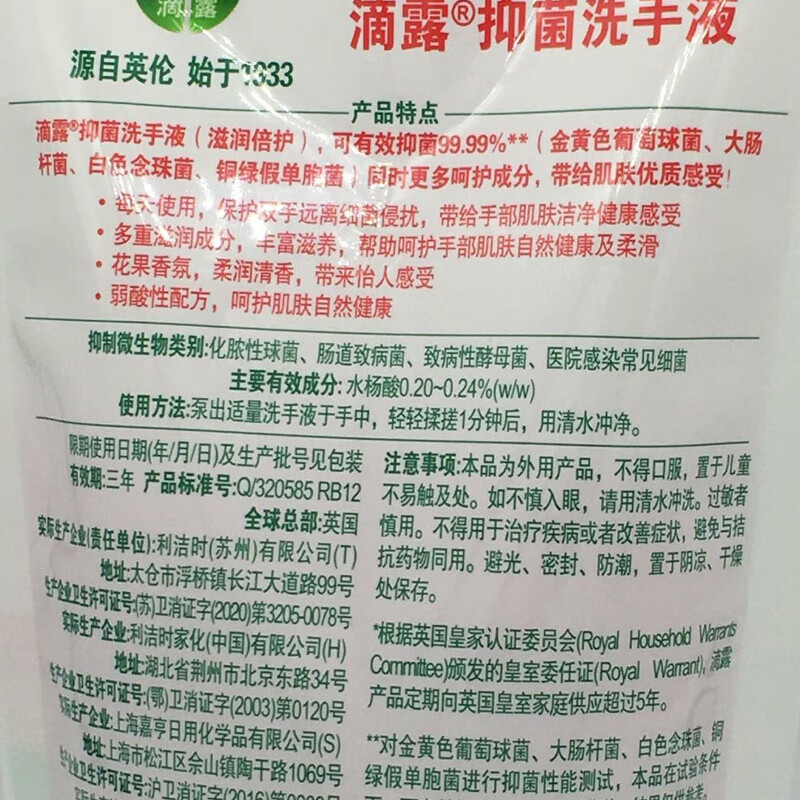 滴露
滴露®抑菌洗手液
源自英伦 始于1933
产品特点
滴露®抑菌洗手液(滋润倍护),可有效抑菌99.99%**(金黄色葡萄球菌、大肠
杆菌、白色念珠菌、铜绿假单胞菌)同时更多呵护成分,带给肌肤优质感受!
• 每天使用,保护双手远离细菌侵扰,带给手部肌肤洁净健康感受
• 多重滋润成分,丰富滋养,帮助呵护手部肌肤自然健康及柔滑
• 花果香氛,柔润清香,带来怡人感受
• 弱酸性配方,呵护肌肤自然健康
抑制微生物类别:化脓性球菌、肠道致病菌、致病性酵母菌、医院感染常见细菌
主要有效成分: 水杨酸0.20~0.24%(w/w)
使用方法:泵出适量洗手液于手中,轻轻揉搓1分钟后,用清水冲净。
限期使用日期(年/月/日)及生产批号见包装
有效期:三年 产品标准号:Q/320585 RB12
全球总部:英国
实际生产企业(责任单位):利洁时(苏州)有限公司(T)
地址:太仓市浮桥镇长江大道路99号
生产企业卫生许可证号:(苏)卫消证字(2020)第3205-0078号
实际生产企业:利洁时家化(中国)有限公司(H)
地址:湖北省荆州市北京东路34号
生产企业卫生许可证号:(鄂)卫消证字(2003)第0120号
实际生产企业:上海嘉亨日用化学品有限公司(S)
地址:上海市松江区佘山镇陶干路1069号
生产企业卫生许可证号:沪卫消证字(2016)第
注意事项:本品为外用产品,不得口服,置于儿童
不易触及处。如不慎入眼,请用清水冲洗。过敏者
慎用。不得用于治疗疾病或者改善症状,避免与拮
抗药物同用。避光、密封、防潮,置于阴凉、干燥
处保存。
*根据英国皇家认证委员会(Royal Household Warrants
Committee)颁发的皇室委任证(Royal Warrant),滴露
产品定期向英国皇室家庭供应超过5年。
**对金黄色葡萄球菌、大肠杆菌、白色念珠菌、铜
绿假单胞菌进行抑菌性能测试,本品在试验条件